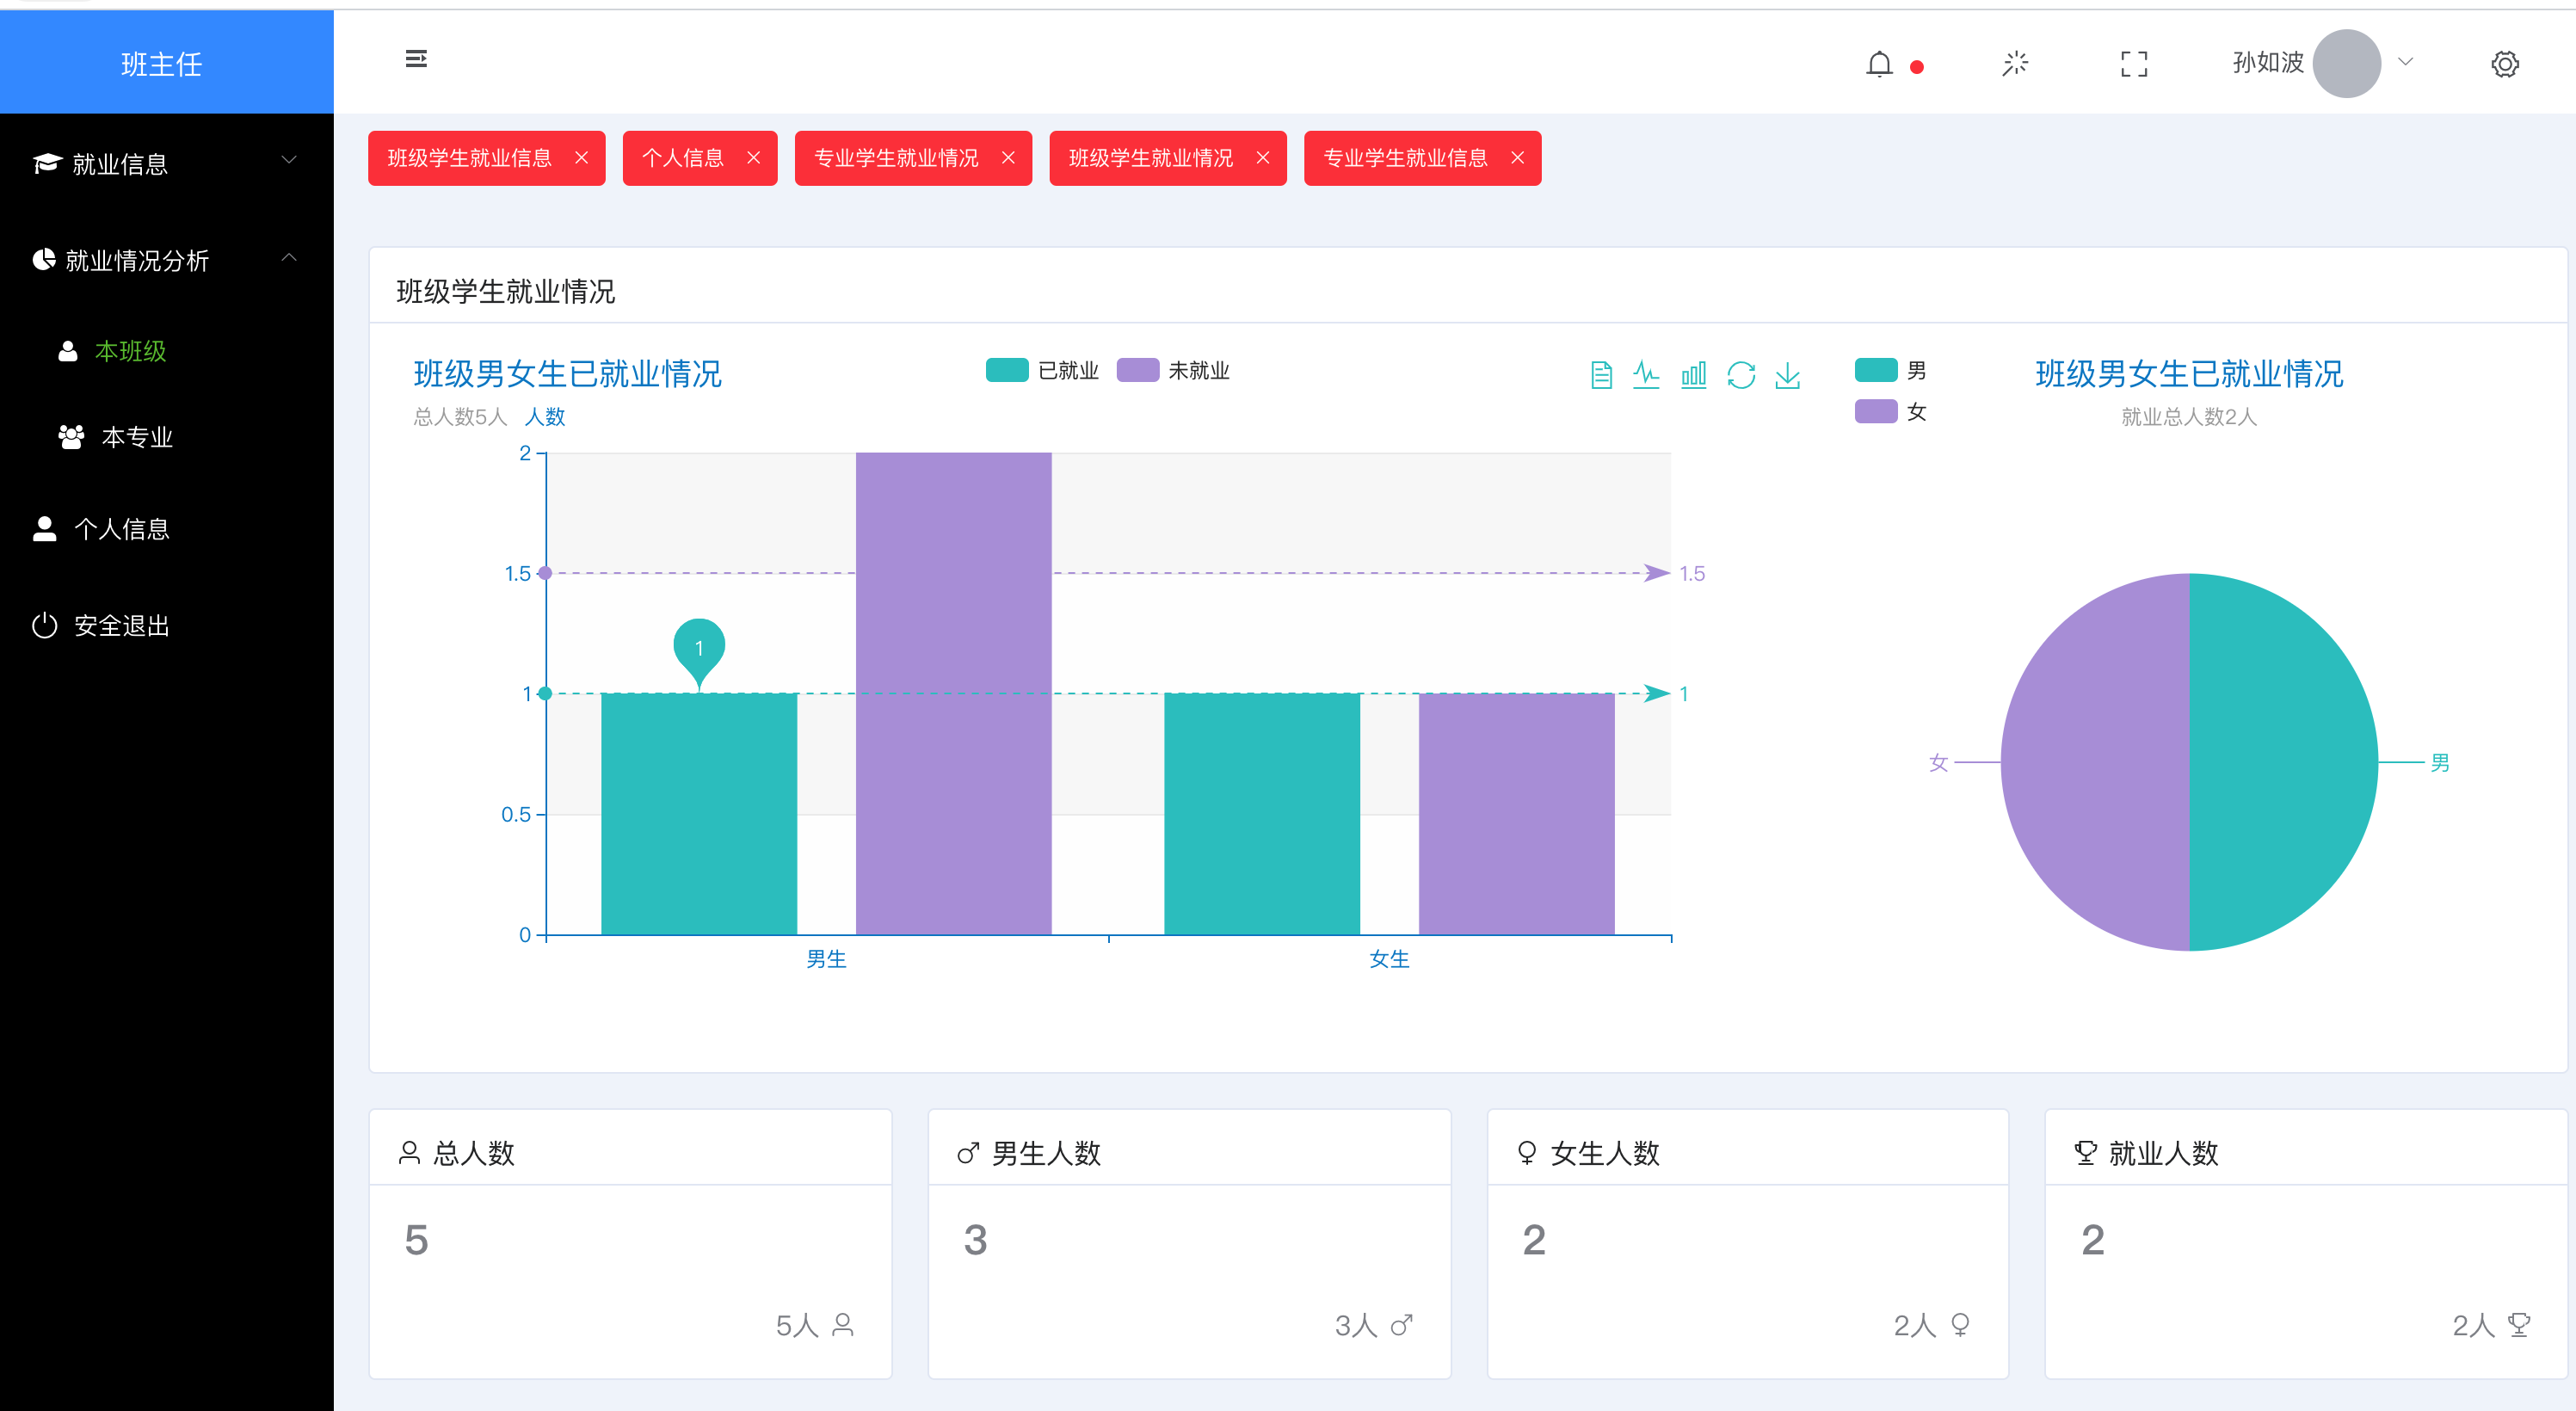 班主任
孙如波
就业信息
就业情况分析
本班级
本专业
个人信息
安全退出
班级学生就业信息 个人信息 专业学生就业情况 班级学生就业情况 专业学生就业信息
班级学生就业情况
班级男女生已就业情况
总人数5人 人数
已就业 未就业
2
1.5
1
0.5
0
1
1.5
1
男生 女生
男
女
班级男女生已就业情况
就业总人数2人
女 男
总人数
5
5人
男生人数
3
3人
女生人数
2
2人
就业人数
2
2人